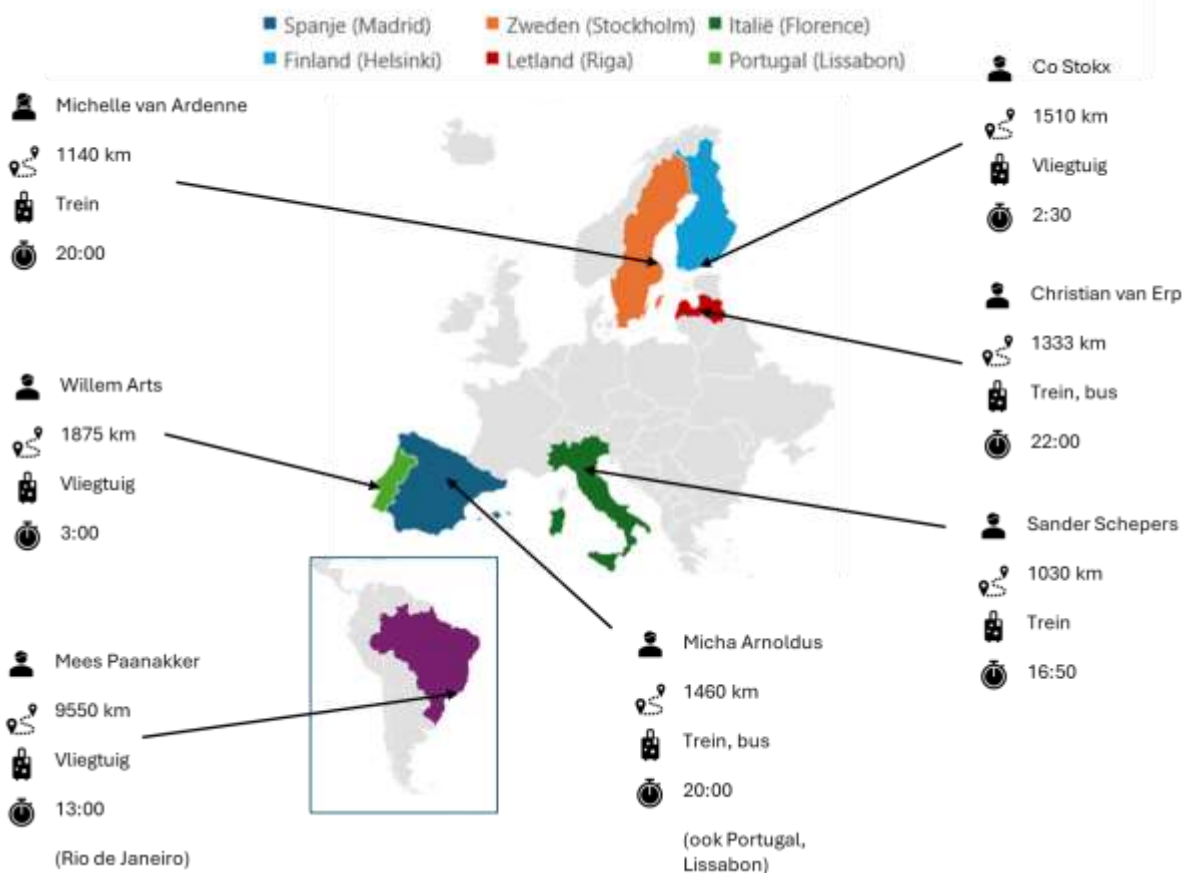 Spanje (Madrid)
Zweden (Stockholm)
Italië (Florence)
Finland (Helsinki)
Letland (Riga)
Portugal (Lissabon)
Michelle van Ardenne
1140 km
Trein
20:00
Co Stokx
1510 km
Vliegtuig
2:30
Christian van Erp
1333 km
Trein, bus
22:00
Willem Arts
1875 km
Vliegtuig
3:00
Sander Schepers
1030 km
Trein
16:50
Mees Paanakker
9550 km
Vliegtuig
13:00
(Rio de Janeiro)
Micha Arnoldus
1460 km
Trein, bus
20:00
(ook Portugal,
Lissabon)